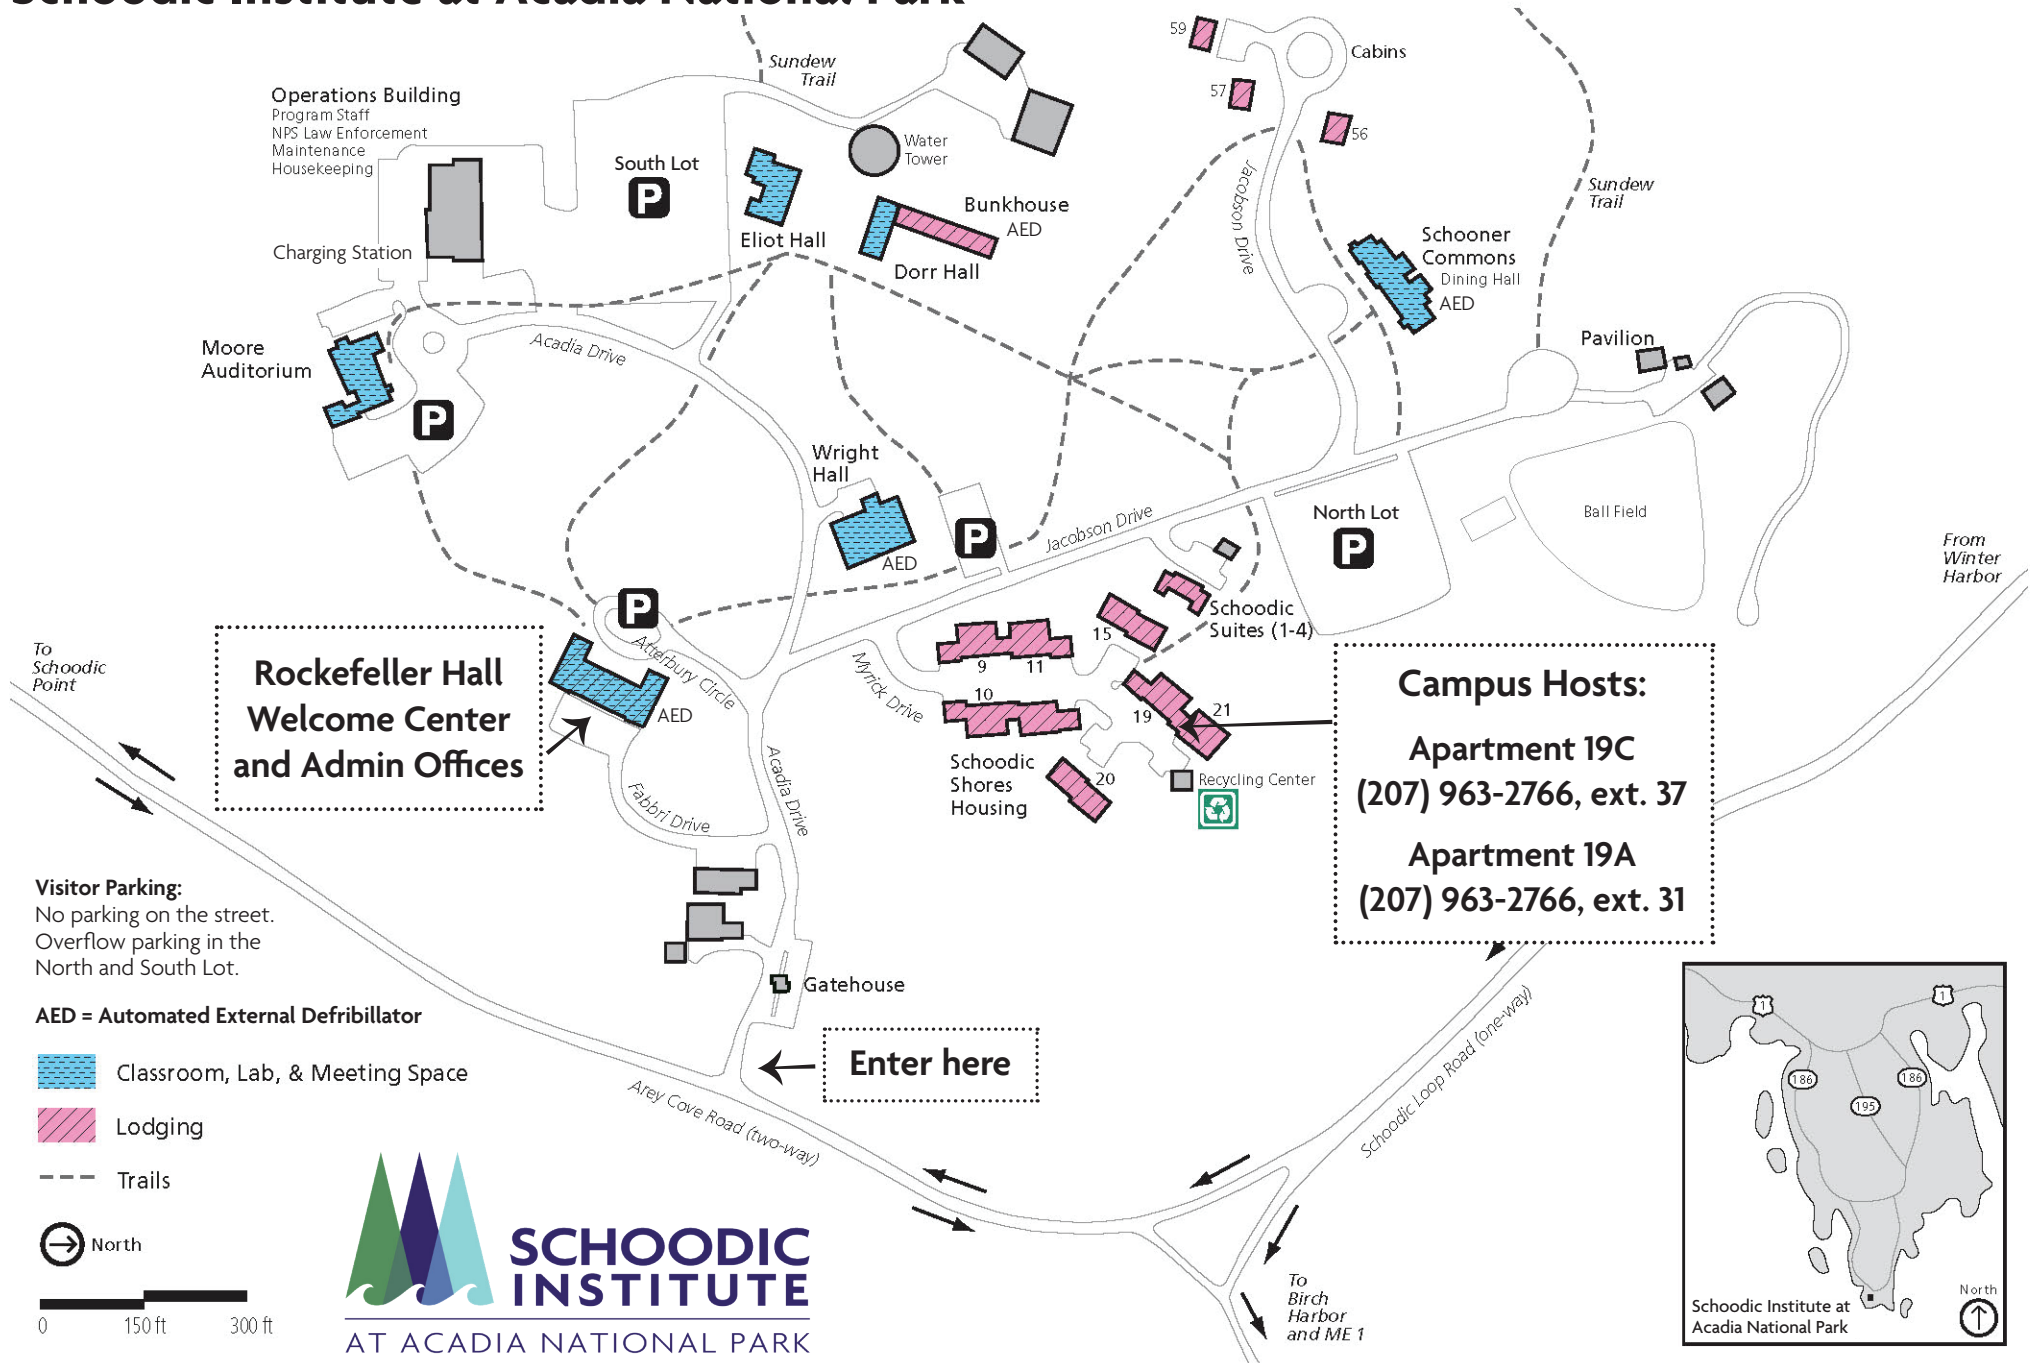 Schoodic Institute at Acadia National Park
Sundew
Trail
59
57
56
Cabins
Operations Building
Program Staff
NPS Law Enforcement
Maintenance
Housekeeping
Charging Station
South Lot
P
Water
Tower
Eliot Hall
Bunkhouse
AED
Dorr Hall
Jacobson Drive
Schooner
Commons
Dining Hall
AED
Sundew
Trail
Pavilion
Moore
Auditorium
P
Acadia Drive
Wright
Hall
AED
P
Jacobson Drive
North Lot
P
Ball Field
From
Winter
Harbor
To
Schoodic
Point
Rockefeller Hall
Welcome Center
and Admin Offices
P
Atterbury Circle
AED
Myrick Drive
9
11
10
15
Schoodic
Suites (1-4)
19
21
20
Schoodic
Shores
Housing
Recycling Center
Campus Hosts:
Apartment 19C
(207) 963-2766, ext. 37
Apartment 19A
(207) 963-2766, ext. 31
Fabbri Drive
Acadia Drive
Gatehouse
Enter here
Arey Cove Road (two-way)
Schoodic Loop Road (one-way)
To
Birch
Harbor
and ME 1
Visitor Parking:
No parking on the street.
Overflow parking in the
North and South Lot.
AED = Automated External Defribillator
Classroom, Lab, & Meeting Space
Lodging
Trails
North
0 150 ft 300 ft
SCHOODIC
INSTITUTE
AT ACADIA NATIONAL PARK
1
1
186
186
195
North
Schoodic Institute at
Acadia National Park